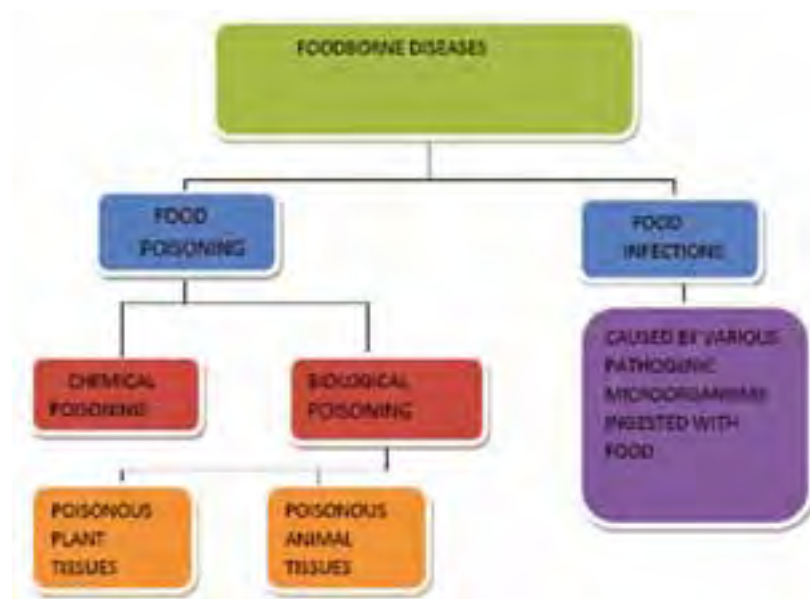 FOODBORNE DISEASES
FOOD
POISONING
FOOD
INFECTIONS
CHEMICAL
POISONING
BIOLOGICAL
POISONING
CAUSED BY VARIOUS
PATHOGENIC
MICROORGANISMS
INGESTED WITH
FOOD
POISONOUS
PLANT
TISSUES
POISONOUS
ANIMAL
TISSUES